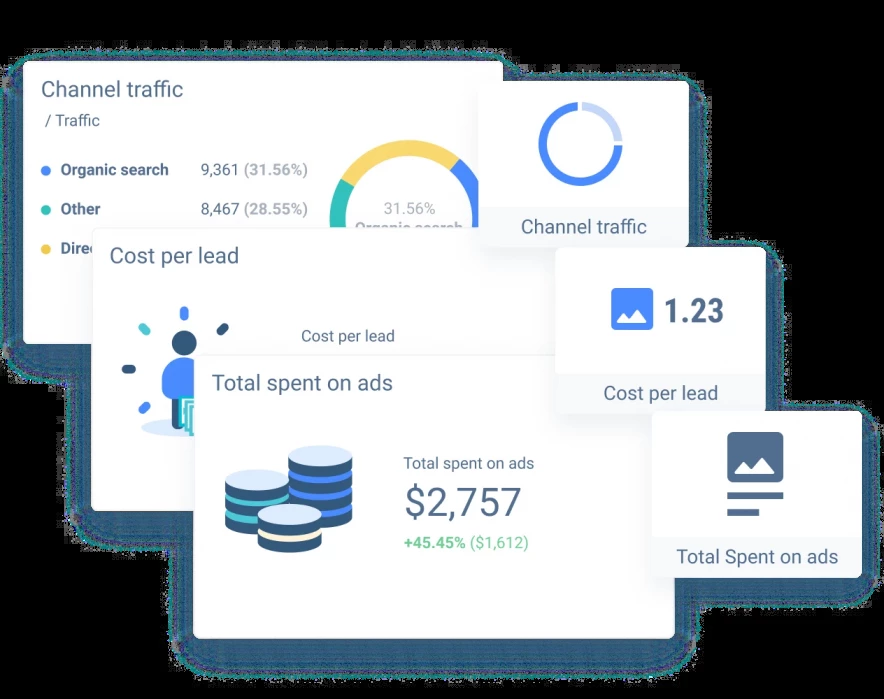 Channel traffic
/ Traffic
Organic search 9,361 (31.56%)
Other 8,467 (28.55%)
31.56%
Organic search
Channel traffic
Cost per lead
Cost per lead
1.23
Cost per lead
Total spent on ads
Total spent on ads
$2,757
+45.45% ($1,612)
Total Spent on ads